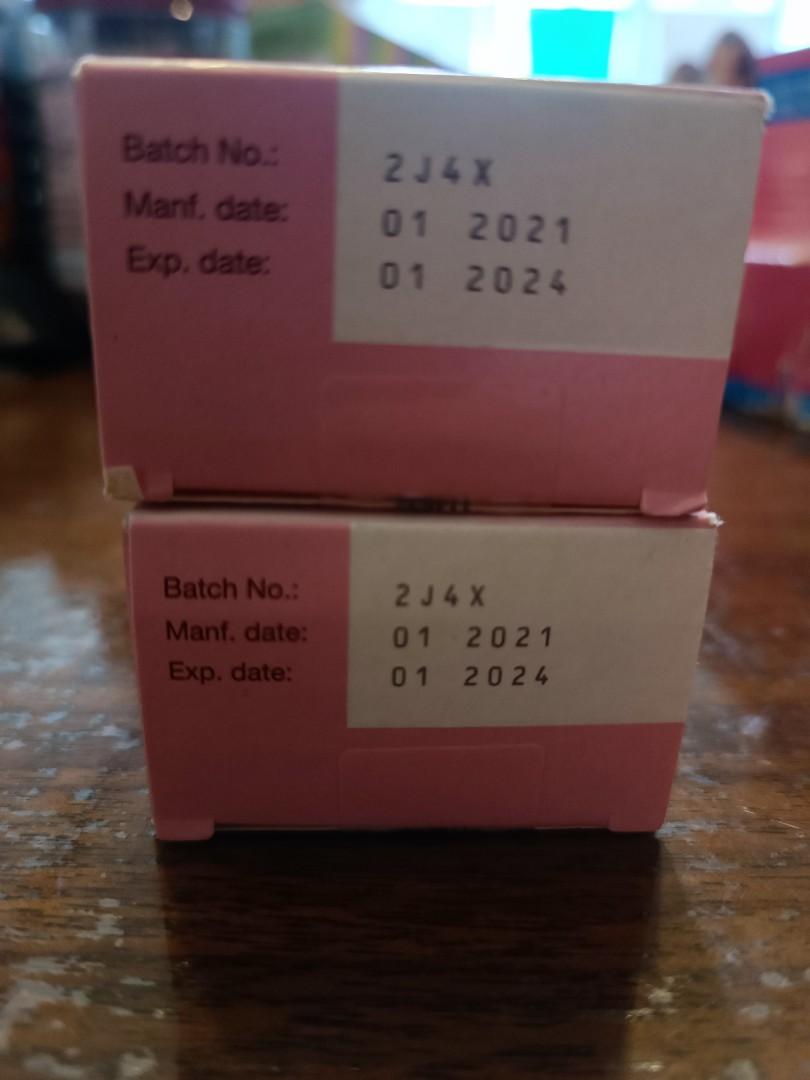 Batch No.: 2J4X
Manf. date: 01 2021
Exp. date: 01 2024
Batch No.: 2J4X
Manf. date: 01 2021
Exp. date: 01 2024